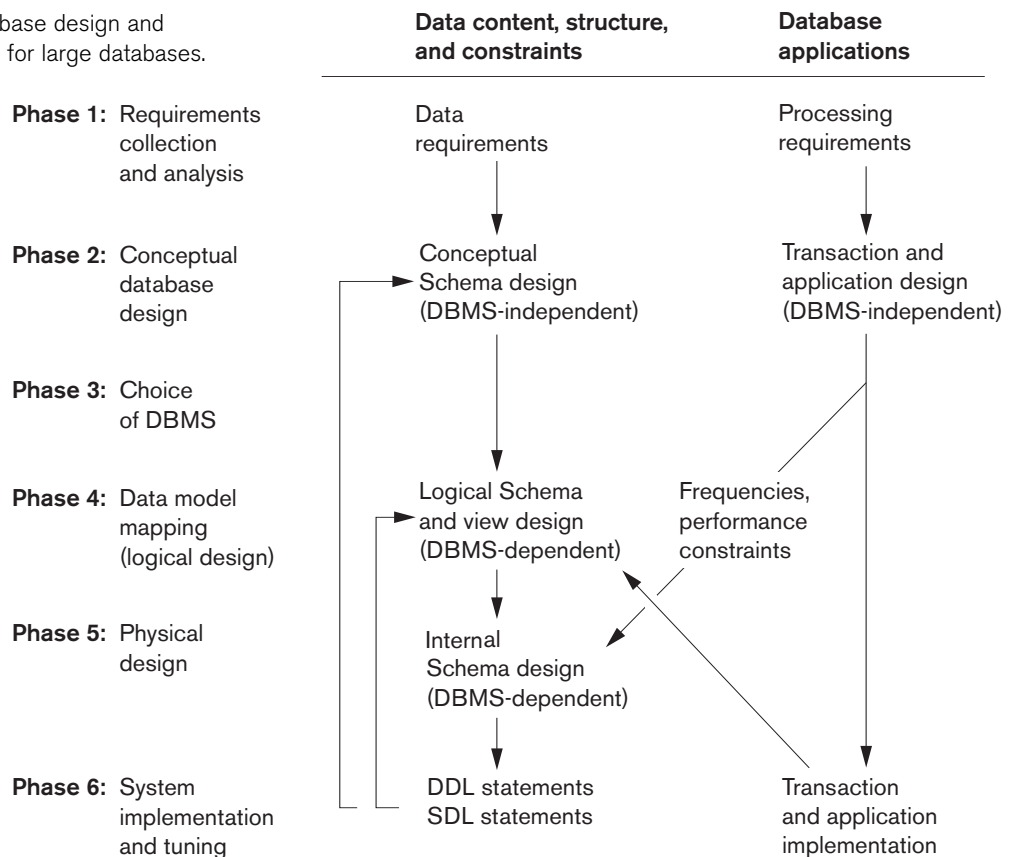 base design and
for large databases.
Data content, structure,
and constraints
Database
applications
Phase 1: Requirements
collection
and analysis
Data
requirements
Processing
requirements
Phase 2: Conceptual
database
design
Conceptual
Schema design
(DBMS-independent)
Transaction and
application design
(DBMS-independent)
Phase 3: Choice
of DBMS
Phase 4: Data model
mapping
(logical design)
Logical Schema
and view design
(DBMS-dependent)
Frequencies,
performance
constraints
Phase 5: Physical
design
Internal
Schema design
(DBMS-dependent)
Phase 6: System
implementation
and tuning
DDL statements
SDL statements
Transaction
and application
implementation